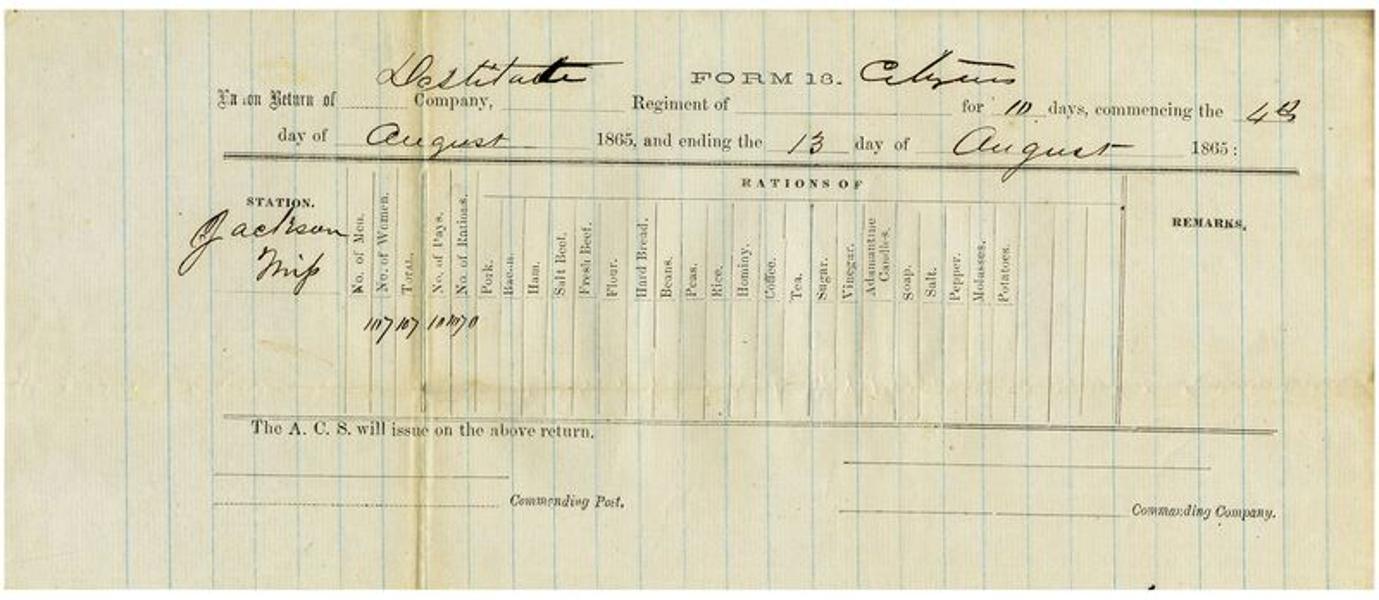 Destitute FORM 13. Citizens
Ration Return of Company, Regiment of for 10 days, commencing the 4th
day of August 1865, and ending the 13 day of August 1865:
RATIONS OF
STATION. No. of Men. No. of Women. TOTAL. No. of Days. No. of Rations. Pork. Bacon. Ham. Salt Beef. Fresh Beef. Flour. Hard Bread. Beans. Peas. Rice. Hominy. Coffee. Tea. Sugar. Vinegar. Adamantine Candles. Soap. Salt. Pepper. Molasses. Potatoes. REMARKS.
Jackson
Miss
107 107 10 1070
The A. C. S. will issue on the above return.
Commanding Post.
Commanding Company.